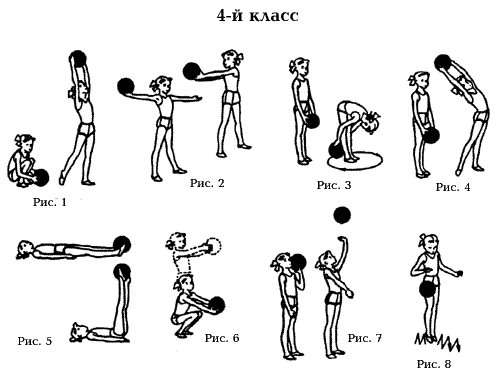 4-й класс
Рис. 1
Рис. 2
Рис. 3
Рис. 4
Рис. 5
Рис. 6
Рис. 7
Рис. 8